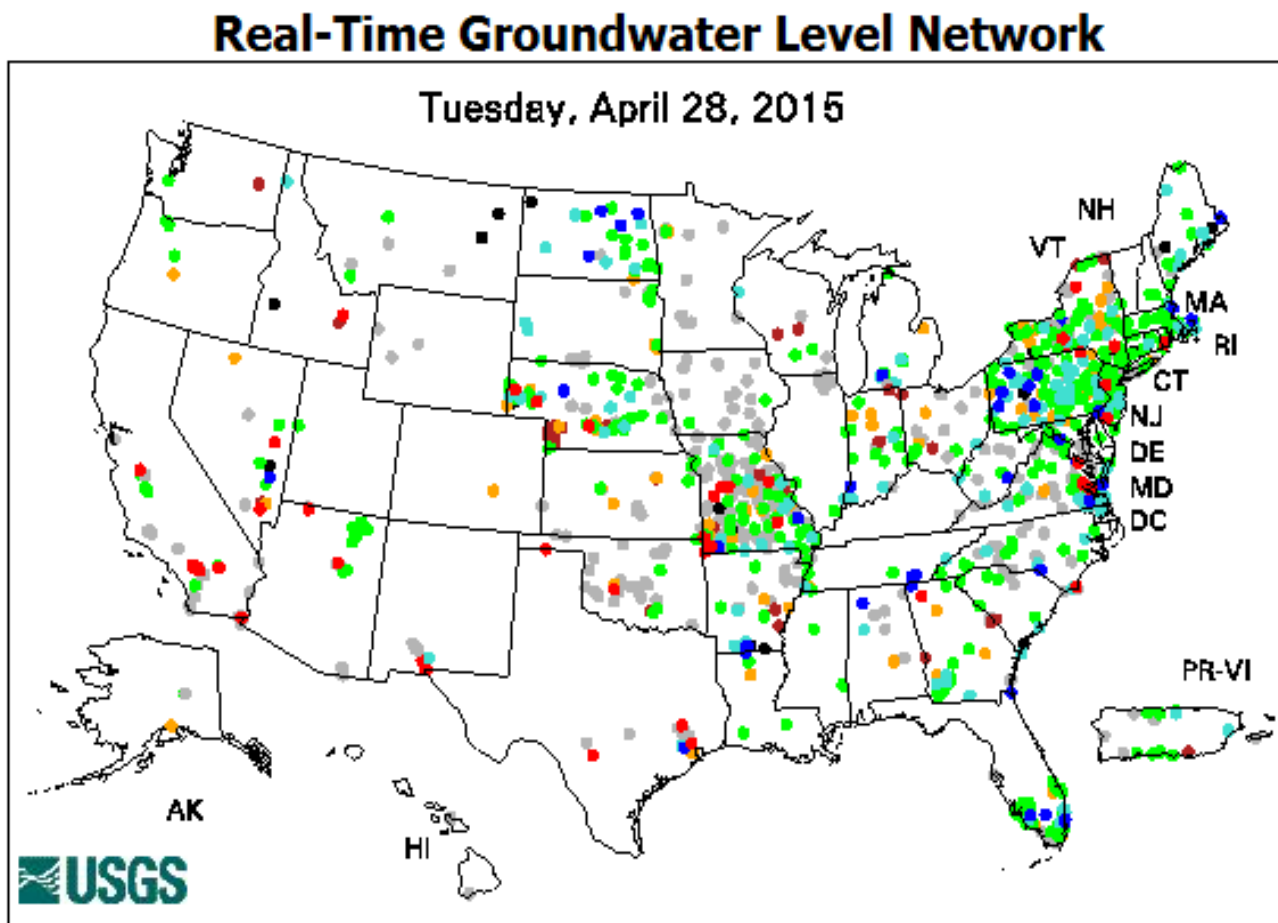 Real-Time Groundwater Level Network
Tuesday, April 28, 2015
NH
VT
MA
RI
CT
NJ
DE
MD
DC
PR-VI
AK
HI
USGS